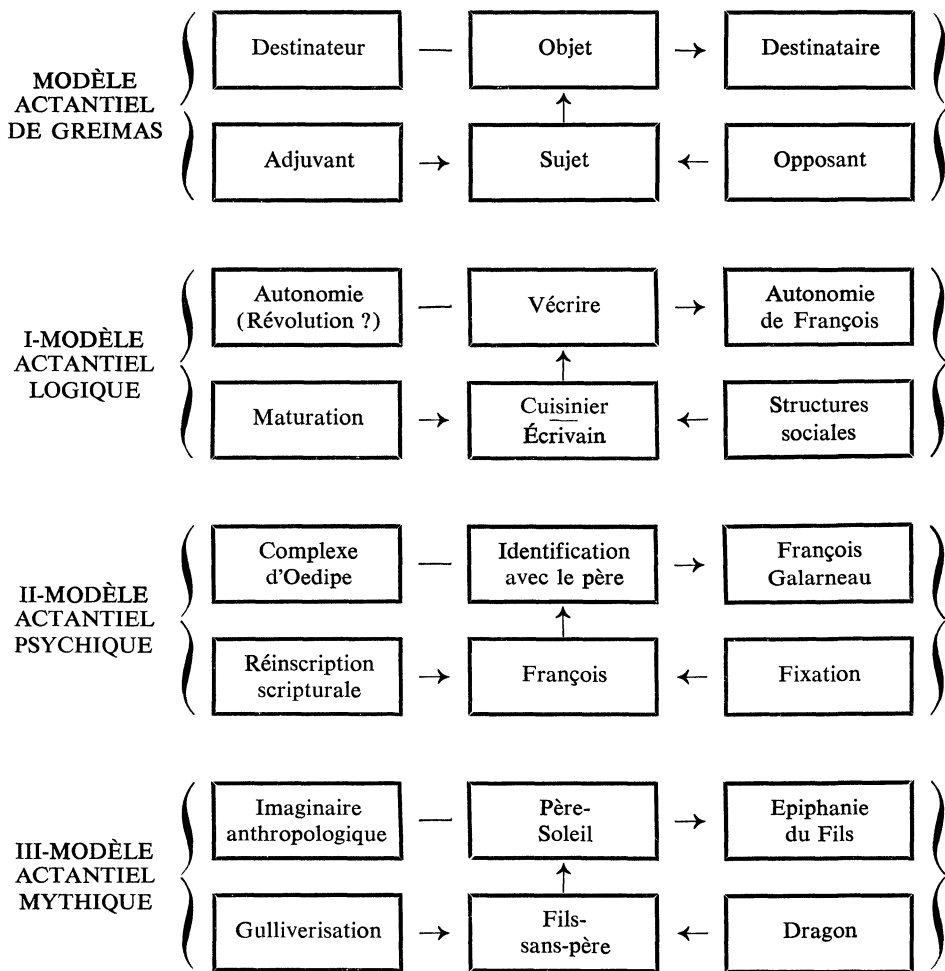 MODÈLE
ACTANTIEL
DE GREIMAS
Destinateur
Objet
Destinataire
Adjuvant
Sujet
Opposant
I-MODÈLE
ACTANTIEL
LOGIQUE
Autonomie
(Révolution ?)
Vécrire
Autonomie
de François
Maturation
Cuisinier
Écrivain
Structures
sociales
II-MODÈLE
ACTANTIEL
PSYCHIQUE
Complexe
d'Oedipe
Identification
avec le père
François
Galarneau
Réinscription
scripturale
François
Fixation
III-MODÈLE
ACTANTIEL
MYTHIQUE
Imaginaire
anthropologique
Père-
Soleil
Epiphanie
du Fils
Gulliverisation
Fils-
sans-père
Dragon